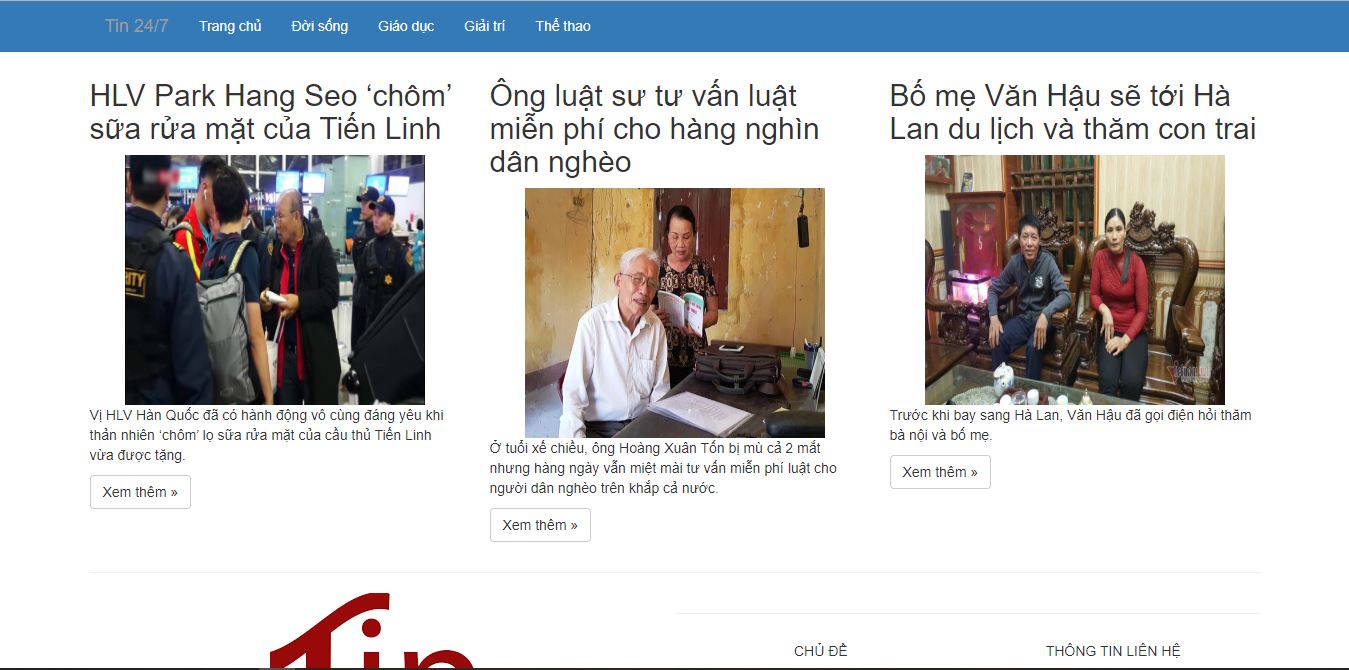 Tin 24/7 Trang chủ Đời sống Giáo dục Giải trí Thể thao
HLV Park Hang Seo ‘chôm’
sữa rửa mặt của Tiến Linh
Vị HLV Hàn Quốc đã có hành động vô cùng đáng yêu khi
thản nhiên ‘chôm’ lọ sữa rửa mặt của cầu thủ Tiến Linh
vừa được tặng.
Xem thêm »
Ông luật sư tư vấn luật
miễn phí cho hàng nghìn
dân nghèo
Ở tuổi xế chiều, ông Hoàng Xuân Tốn bị mù cả 2 mắt
nhưng hàng ngày vẫn miệt mài tư vấn miễn phí luật cho
người dân nghèo trên khắp cả nước.
Xem thêm »
Bố mẹ Văn Hậu sẽ tới Hà
Lan du lịch và thăm con trai
Trước khi bay sang Hà Lan, Văn Hậu đã gọi điện hỏi thăm
bà nội và bố mẹ.
Xem thêm »
Tin
CHỦ ĐỀ
THÔNG TIN LIÊN HỆ